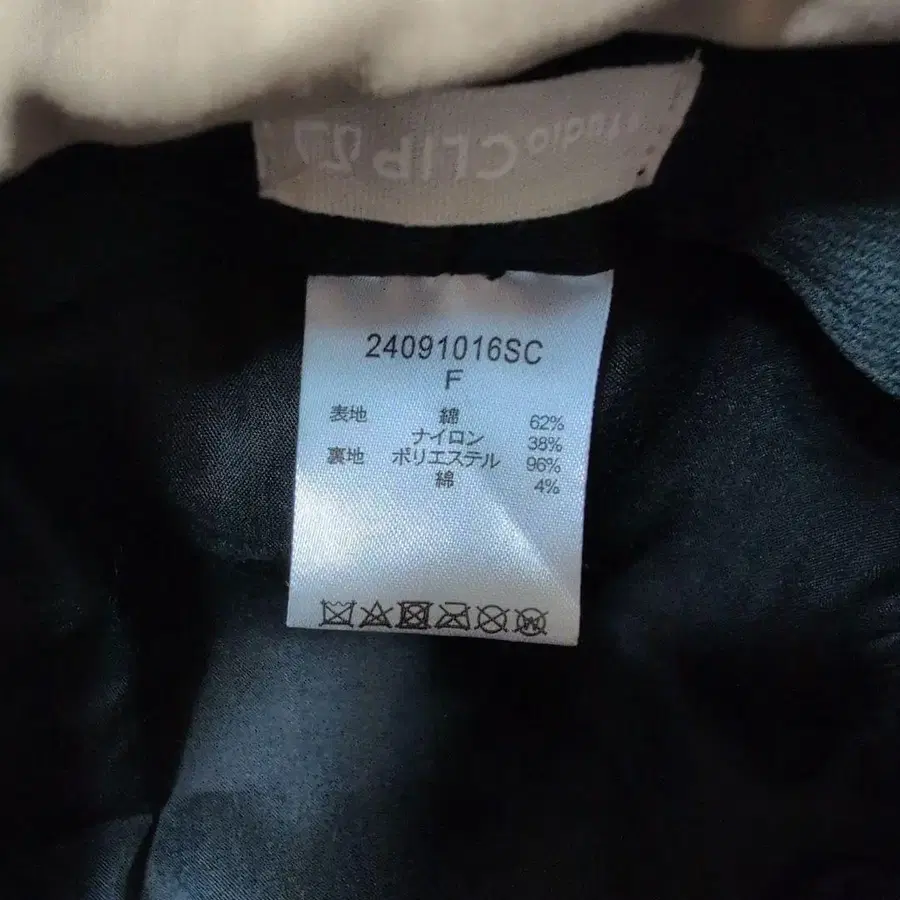 studio CLIP
24091016SC
F
表地 綿 62%
ナイロン 38%
裏地 ポリエステル 96%
綿 4%